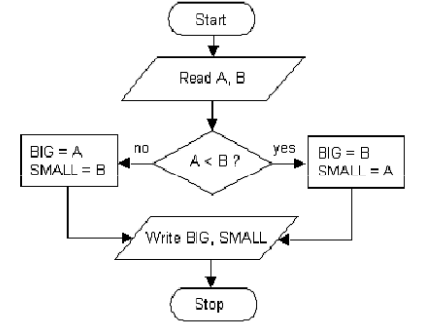 Start
Read A, B
no
A < B ?
yes
BIG = A
SMALL = B
BIG = B
SMALL = A
Write BIG, SMALL
Stop